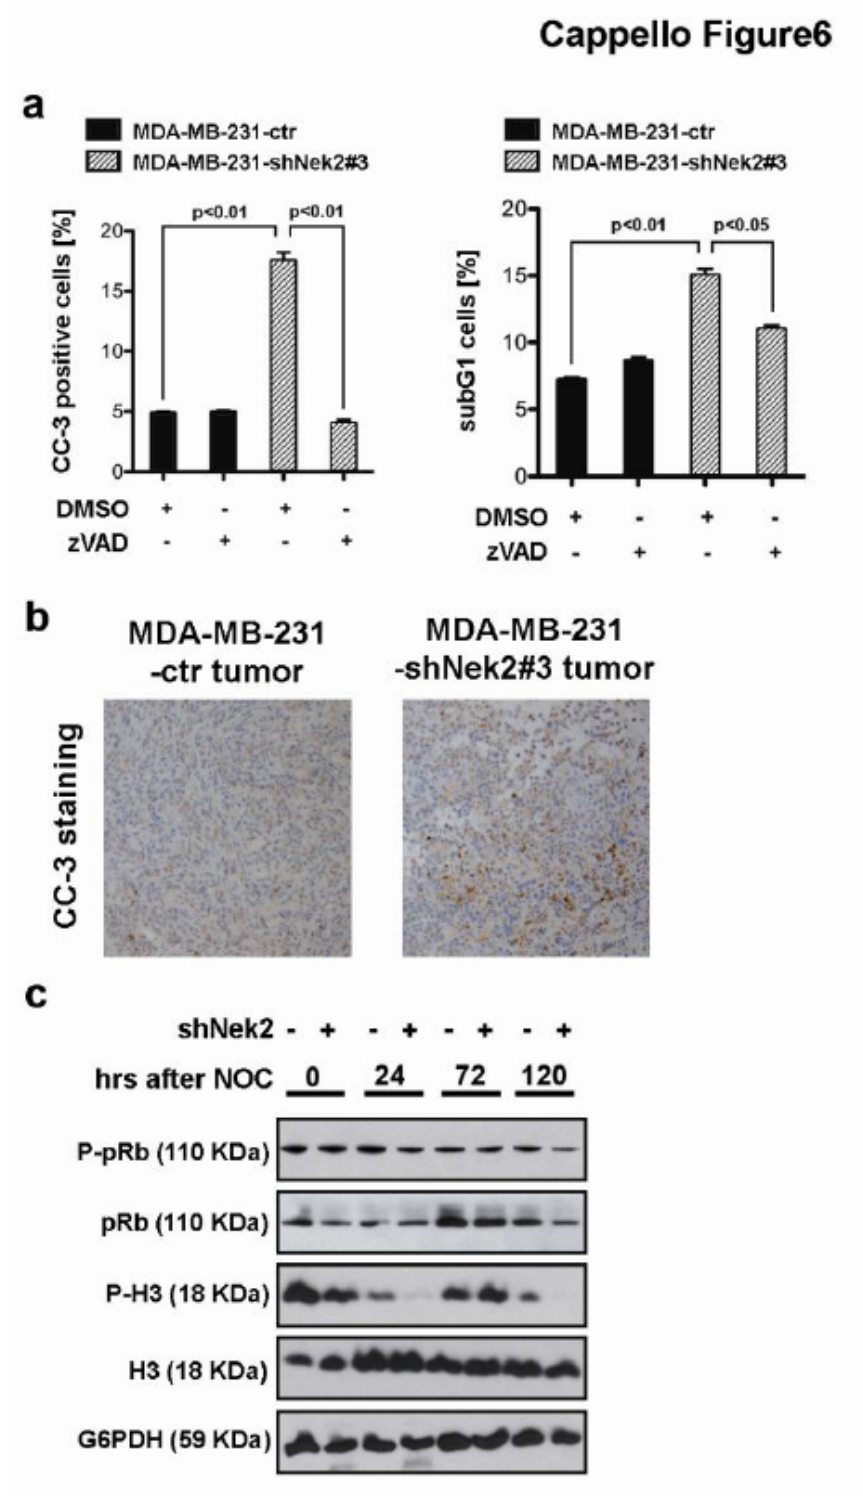 Cappello Figure6
a
MDA-MB-231-ctr
MDA-MB-231-shNek2#3
p<0.01 p<0.01
CC-3 positive cells [%]
20
15
10
5
0
DMSO + - + -
zVAD - + - +
MDA-MB-231-ctr
MDA-MB-231-shNek2#3
p<0.01 p<0.05
subG1 cells [%]
20
15
10
5
0
DMSO + - + -
zVAD - + - +
b
MDA-MB-231
-ctr tumor
MDA-MB-231
-shNek2#3 tumor
CC-3 staining
c
shNek2 - + - + - + - +
hrs after NOC 0 24 72 120
P-pRb (110 KDa)
pRb (110 KDa)
P-H3 (18 KDa)
H3 (18 KDa)
G6PDH (59 KDa)